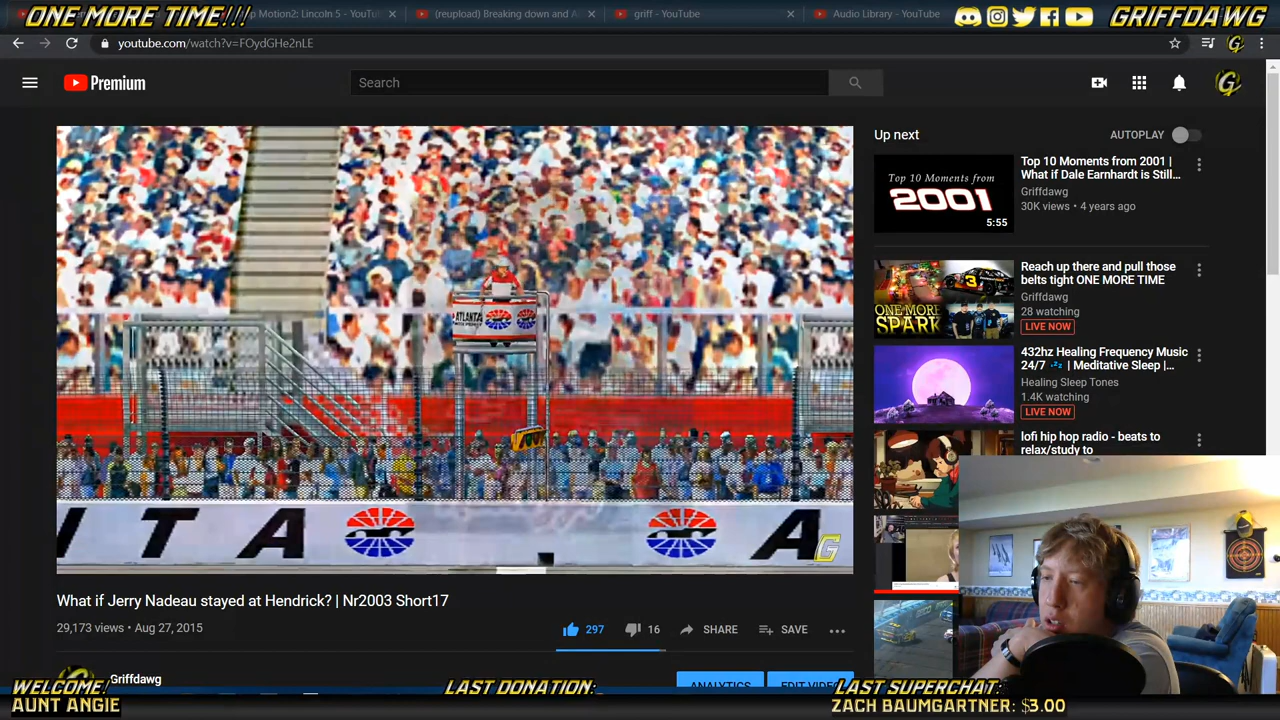 ONE MORE TIME!!!
p Motion2: Lincoln 5 - YouTu
(reupload) Breaking down and A
griff - YouTube
Audio Library - YouTube
GRIFFDAWG
youtube.com/watch?v=FOydGHe2nLE
Premium
Search
Up next
AUTOPLAY
Top 10 Moments from
2001
5:55
Top 10 Moments from 2001 |
What if Dale Earnhardt is Still...
Griffdawg
30K views • 4 years ago
ONE MORE
SPARK
3
Reach up there and pull those
belts tight ONE MORE TIME
Griffdawg
28 watching
LIVE NOW
432hz Healing Frequency Music
24/7 💤 | Meditative Sleep |...
Healing Sleep Tones
1.4K watching
LIVE NOW
lofi hip hop radio - beats to
relax/study to
ATLANTA
NTA
A
G
What if Jerry Nadeau stayed at Hendrick? | Nr2003 Short17
29,173 views • Aug 27, 2015
297
16
SHARE
SAVE
Griffdawg
ANALYTICS
EDIT VIDEO
WELCOME!
AUNT ANGIE
LAST DONATION:
LAST SUPERCHAT:
ZACH BAUMGARTNER: $3.00